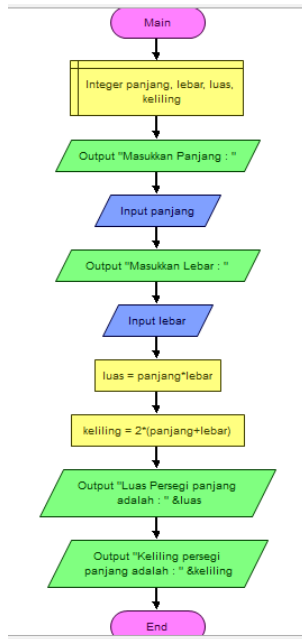 Main
Integer panjang, lebar, luas,
keliling
Output "Masukkan Panjang : "
Input panjang
Output "Masukkan Lebar : "
Input lebar
luas = panjang*lebar
keliling = 2*(panjang+lebar)
Output "Luas Persegi panjang
adalah : " &luas
Output "Keliling persegi
panjang adalah : " &keliling
End